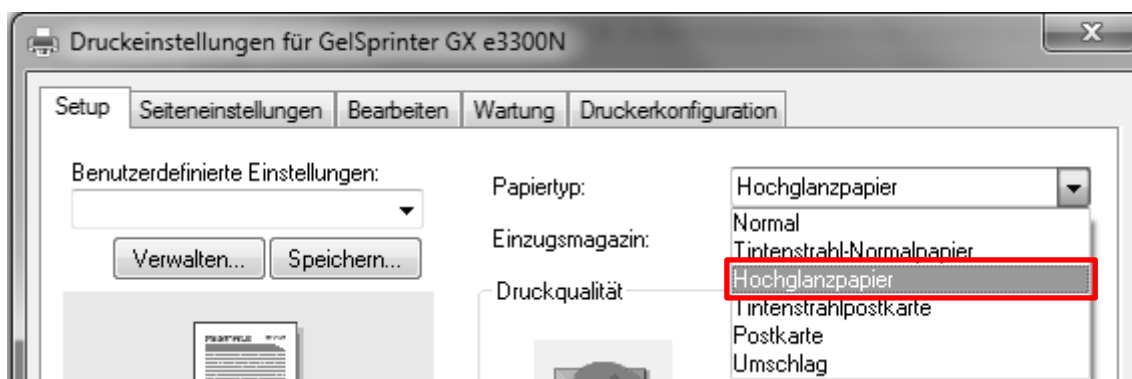 Druckeinstellungen für GelSprinter GX e3300N
Setup Seiteneinstellungen Bearbeiten Wartung Druckerkonfiguration
Benutzerdefinierte Einstellungen:
Verwalten... Speichern...
Papiertyp: Hochglanzpapier
Einzugsmagazin:
Druckqualität
Normal
Tintenstrahl-Normalpapier
Hochglanzpapier
Tintenstrahlpostkarte
Postkarte
Umschlag